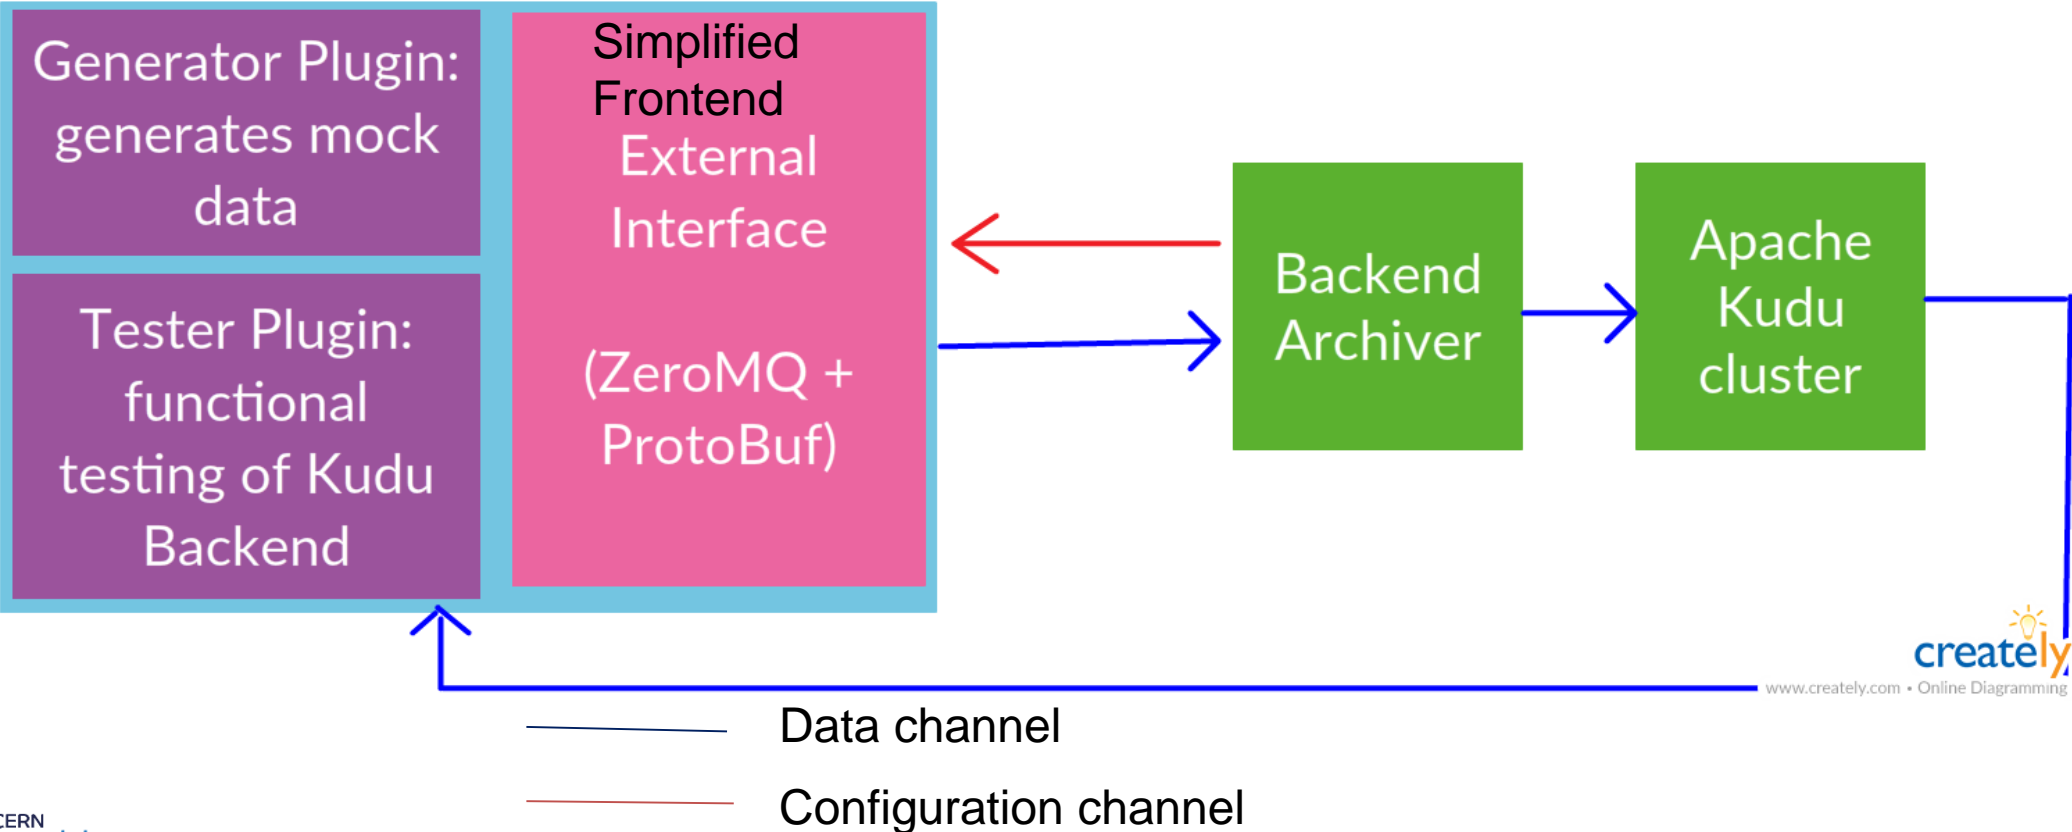 Generator Plugin:
generates mock
data
Tester Plugin:
functional
testing of Kudu
Backend
Simplified
Frontend
External
Interface
(ZeroMQ +
ProtoBuf)
Backend
Archiver
Apache
Kudu
cluster
creately
www.creately.com • Online Diagramming
Data channel
Configuration channel
CERN